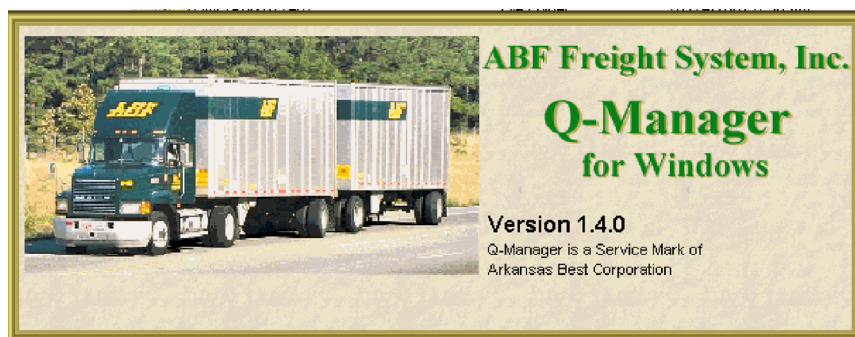 ABF Freight System, Inc.
Q-Manager
for Windows
Version 1.4.0
Q-Manager is a Service Mark of
Arkansas Best Corporation
ABF